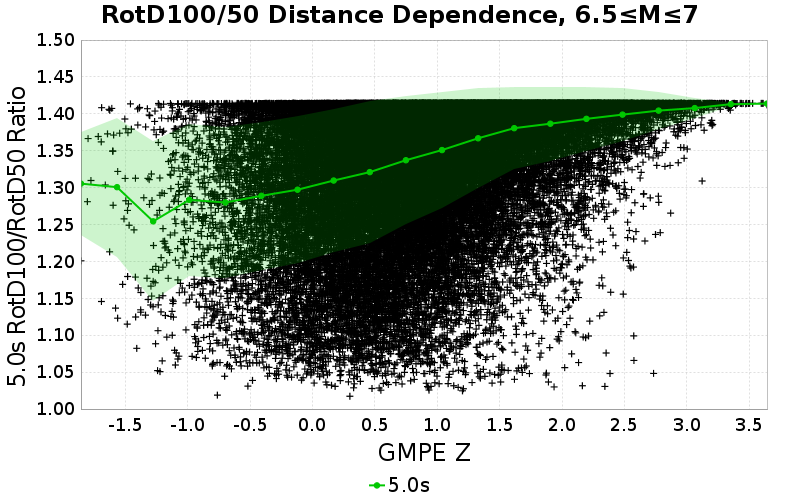 RotD100/50 Distance Dependence, 6.5≤M≤7
5.0s RotD100/RotD50 Ratio
1.50
1.45
1.40
1.35
1.30
1.25
1.20
1.15
1.10
1.05
1.00
-1.5 -1.0 -0.5 0.0 0.5 1.0 1.5 2.0 2.5 3.0 3.5
GMPE Z
5.0s